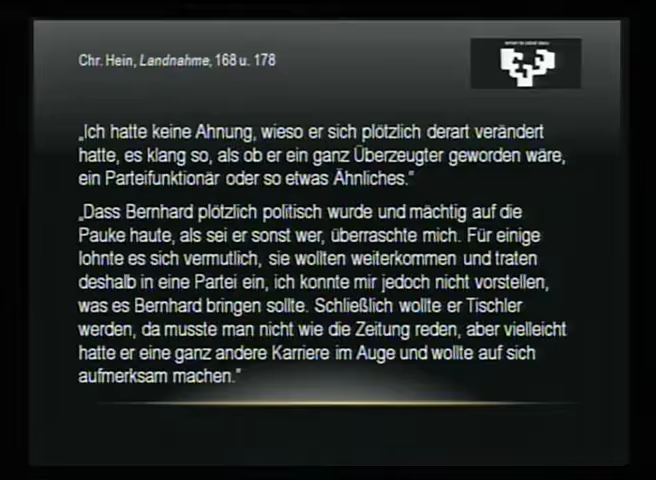 Chr. Hein, Landnahme, 168 u. 178
„Ich hatte keine Ahnung, wieso er sich plötzlich derart verändert
hatte, es klang so, als ob er ein ganz Überzeugter geworden wäre,
ein Parteifunktionär oder so etwas Ähnliches.“
„Dass Bernhard plötzlich politisch wurde und mächtig auf die
Pauke haute, als sei er sonst wer, überraschte mich. Für einige
lohnte es sich vermutlich, sie wollten weiterkommen und traten
deshalb in eine Partei ein, ich konnte mir jedoch nicht vorstellen,
was es Bernhard bringen sollte. Schließlich wollte er Tischler
werden, da musste man nicht wie die Zeitung reden, aber vielleicht
hatte er eine ganz andere Karriere im Auge und wollte auf sich
aufmerksam machen.“